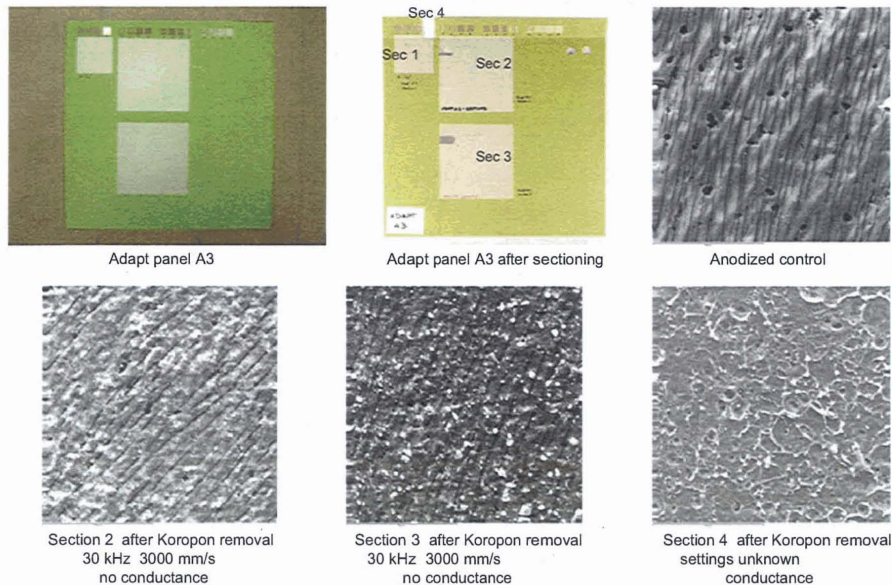 Sec 4
Sec 1
Sec 2
Sec 3
ADAPT
A3
Adapt panel A3
Adapt panel A3 after sectioning
Anodized control
Section 2 after Koropon removal
30 kHz 3000 mm/s
no conductance
Section 3 after Koropon removal
30 kHz 3000 mm/s
no conductance
Section 4 after Koropon removal
settings unknown
conductance